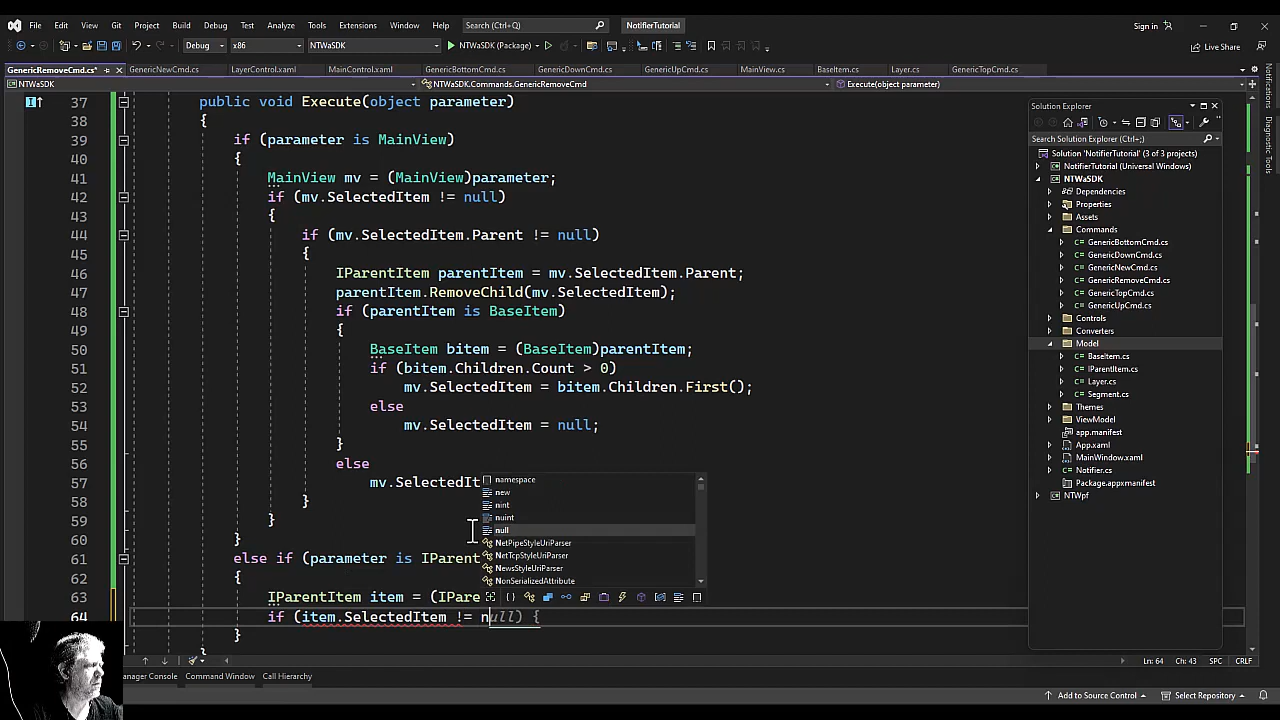 File Edit View Git Project Build Debug Test Analyze Tools Extensions Window Help Search (Ctrl+Q) NotifierTutorial Sign in
Debug x86 NTWaSDK NTWaSDK (Package) Live Share
GenericRemoveCmd.cs* GenericNewCmd.cs LayerControl.xaml MainControl.xaml GenericBottomCmd.cs GenericDownCmd.cs GenericUpCmd.cs MainView.cs BaseItem.cs Layer.cs GenericTopCmd.cs
NTWaSDK NTWaSDK.Commands.GenericRemoveCmd Execute(object parameter)
37 public void Execute(object parameter)
38 {
39 if (parameter is MainView)
40 {
41 MainView mv = (MainView)parameter;
42 if (mv.SelectedItem != null)
43 {
44 if (mv.SelectedItem.Parent != null)
45 {
46 IParentItem parentItem = mv.SelectedItem.Parent;
47 parentItem.RemoveChild(mv.SelectedItem);
48 if (parentItem is BaseItem)
49 {
50 BaseItem bitem = (BaseItem)parentItem;
51 if (bitem.Children.Count > 0)
52 mv.SelectedItem = bitem.Children.First();
53 else
54 mv.SelectedItem = null;
55 }
56 else
57 mv.SelectedIt
58 }
59 }
60 }
61 else if (parameter is IParent
62 {
63 IParentItem item = (IPare
64 if (item.SelectedItem != null) {
}
namespace
new
nint
nuint
null
NetPipeStyleUriParser
NetTcpStyleUriParser
NewsStyleUriParser
NonSerializedAttribute
Solution Explorer
Search Solution Explorer (Ctrl+;)
Solution 'NotifierTutorial' (3 of 3 projects)
NotifierTutorial (Universal Windows)
NTWaSDK
Dependencies
Properties
Assets
Commands
GenericBottomCmd.cs
GenericDownCmd.cs
GenericNewCmd.cs
GenericRemoveCmd.cs
GenericTopCmd.cs
GenericUpCmd.cs
Controls
Converters
Model
BaseItem.cs
IParentItem.cs
Layer.cs
Segment.cs
Themes
ViewModel
app.manifest
App.xaml
MainWindow.xaml
Notifier.cs
Package.appxmanifest
NTWpf
Notifications
Diagnostic Tools
Ln: 64 Ch: 43 SPC CRLF
anager Console Command Window Call Hierarchy
Add to Source Control Select Repository